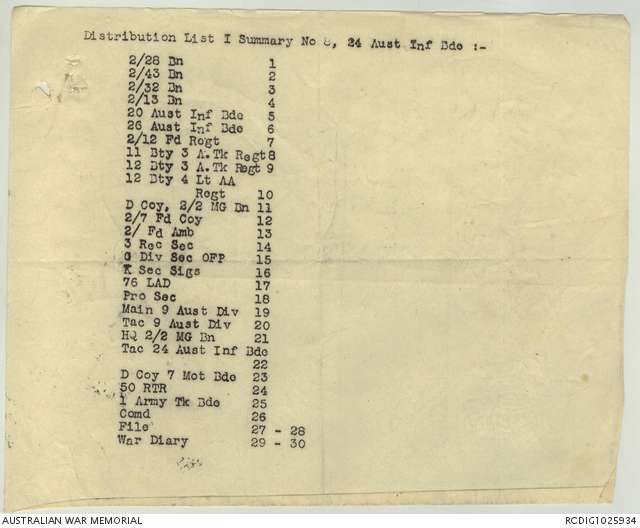 Distribution List I Summary No 8, 24 Aust Inf Bde :-
2/28 Bn 1
2/43 Bn 2
2/32 Bn 3
2/13 Bn 4
20 Aust Inf Bde 5
26 Aust Inf Bde 6
2/12 Fd Regt 7
11 Bty 3 A.Tk Regt 8
12 Bty 3 A.Tk Regt 9
12 Bty 4 Lt AA
Regt 10
D Coy, 2/2 MG Bn 11
2/7 Fd Coy 12
2/ Fd Amb 13
3 Rec Sec 14
G Div Sec OFP 15
K Sec Sigs 16
76 LAD 17
Pro Sec 18
Main 9 Aust Div 19
Tac 9 Aust Div 20
HQ 2/2 MG Bn 21
Tac 24 Aust Inf Bde
22
D Coy 7 Mot Bde 23
50 RTR 24
1 Army Tk Bde 25
Comd 26
File 27 - 28
War Diary 29 - 30
AUSTRALIAN WAR MEMORIAL
RCDIG1025934